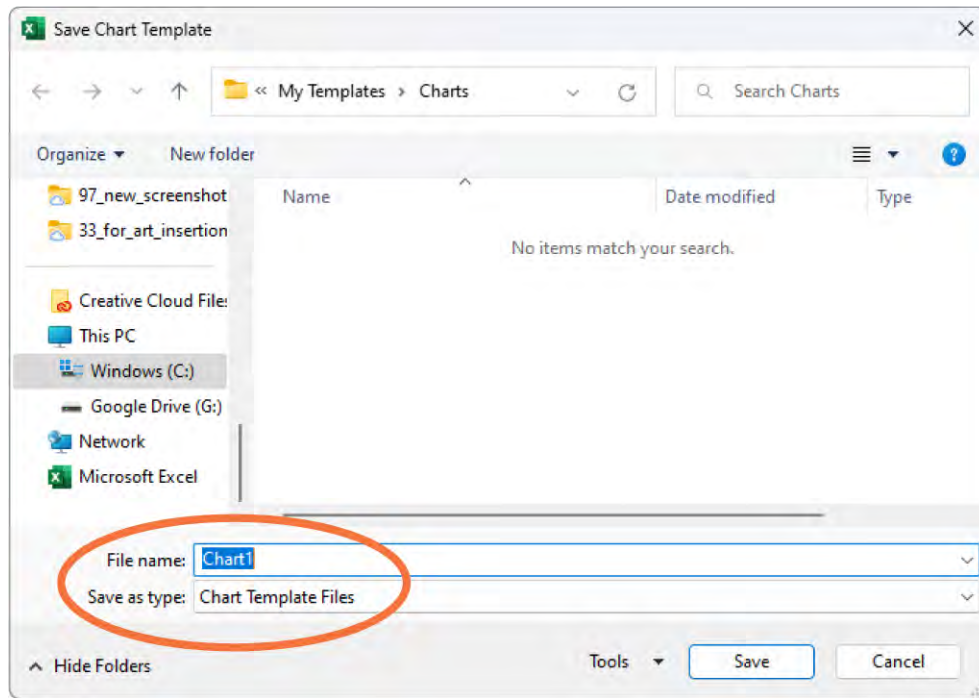 Save Chart Template
« My Templates › Charts
Search Charts
Organize
New folder
?
97_new_screenshot
33_for_art_insertion
Name
Date modified
Type
No items match your search.
Creative Cloud File
This PC
Windows (C:)
Google Drive (G:)
Network
Microsoft Excel
File name: Chart1
Save as type: Chart Template Files
Hide Folders
Tools
Save
Cancel